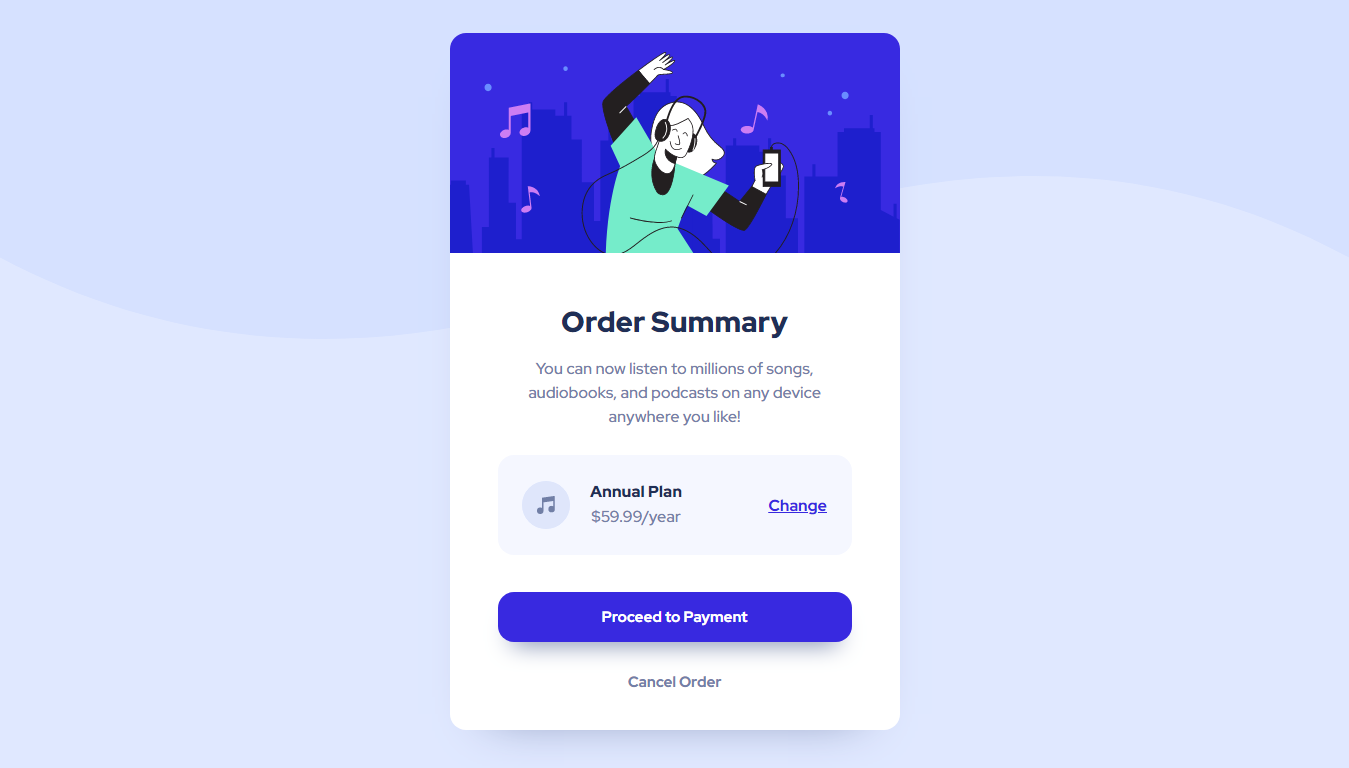 Order Summary
You can now listen to millions of songs,
audiobooks, and podcasts on any device
anywhere you like!
Annual Plan
$59.99/year
Change
Proceed to Payment
Cancel Order